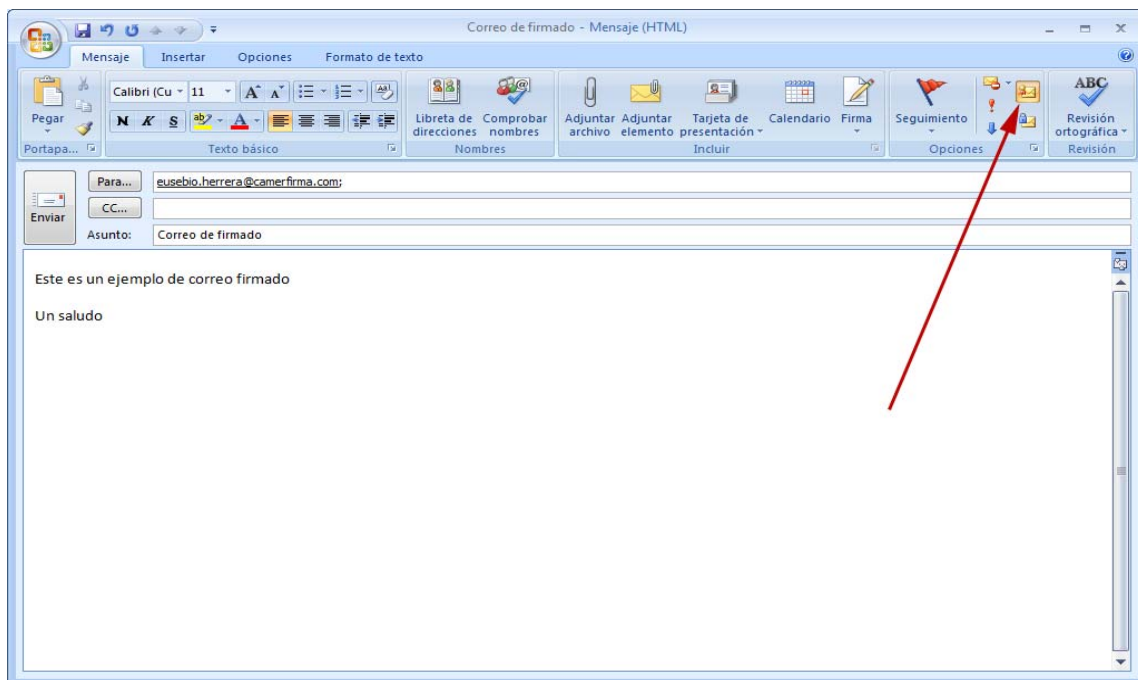 Correo de firmado - Mensaje (HTML)
Mensaje Insertar Opciones Formato de texto
Pegar
Portapa...
Calibri (Cu 11
N K S ab A
Texto básico
Libreta de direcciones
Comprobar nombres
Nombres
Adjuntar archivo
Adjuntar elemento
Tarjeta de presentación
Calendario
Firma
Incluir
Seguimiento
Opciones
ABC
Revisión ortográfica
Revisión
Enviar
Para... eusebio.herrera@camerfirma.com;
CC...
Asunto: Correo de firmado
Este es un ejemplo de correo firmado
Un saludo